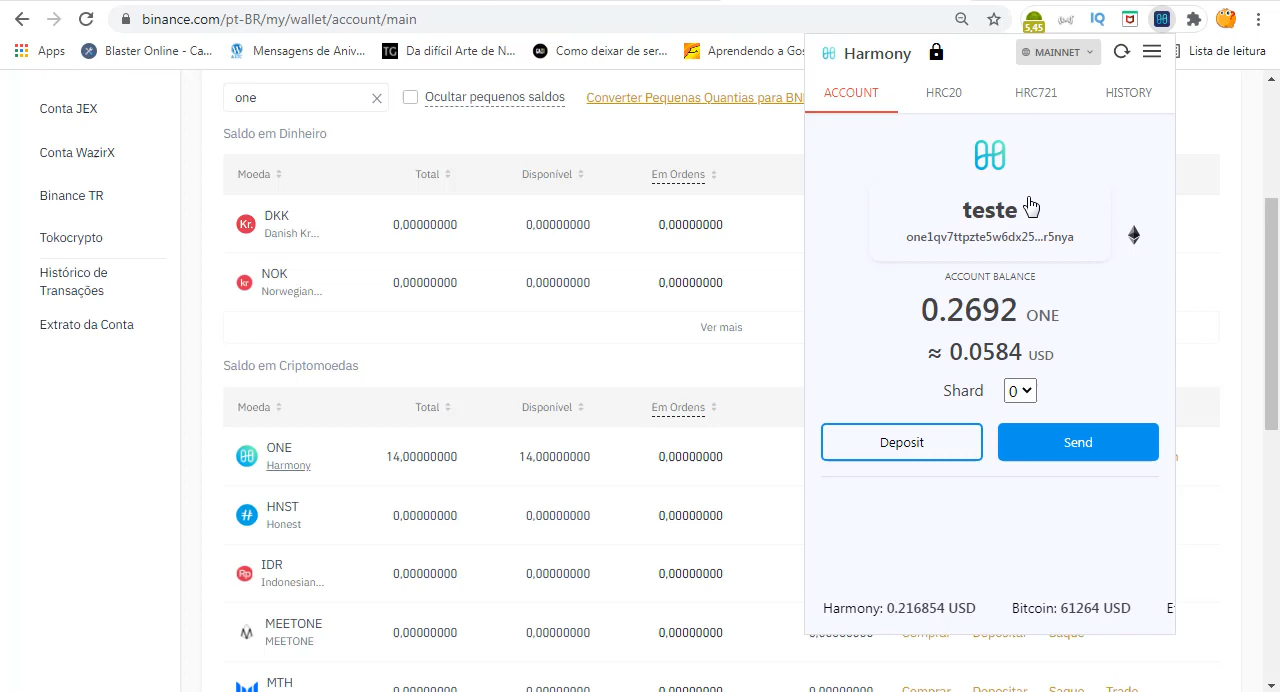 binance.com/pt-BR/my/wallet/account/main
5,45
IQ
Apps
Blaster Online - Ca...
Mensagens de Aniv...
TG
Da difícil Arte de N...
Como deixar de ser...
Aprendendo a Gos
Lista de leitura
Conta JEX
Conta WazirX
Binance TR
Tokocrypto
Histórico de
Transações
Extrato da Conta
one
Ocultar pequenos saldos
Converter Pequenas Quantias para BN
Saldo em Dinheiro
Moeda Total Disponível Em Ordens
Kr. DKK 0,00000000 0,00000000 0,00000000
Danish Kr...
kr NOK 0,00000000 0,00000000 0,00000000
Norwegian...
Ver mais
Saldo em Criptomoedas
Moeda Total Disponível Em Ordens
ONE 14,00000000 14,00000000 0,00000000
Harmony
HNST 0,00000000 0,00000000 0,00000000
Honest
Rp IDR 0,00000000 0,00000000 0,00000000
Indonesian...
MEETONE 0,00000000 0,00000000 0,00000000 0,00000000 Comprar Depositar Saque
MEETONE
MTH Comprar Depositar Saque Trade
Harmony
MAINNET
ACCOUNT HRC20 HRC721 HISTORY
teste
one1qv7ttpzte5w6dx25...r5nya
ACCOUNT BALANCE
0.2692 ONE
≈ 0.0584 USD
Shard 0
Deposit Send
Harmony: 0.216854 USD Bitcoin: 61264 USD E